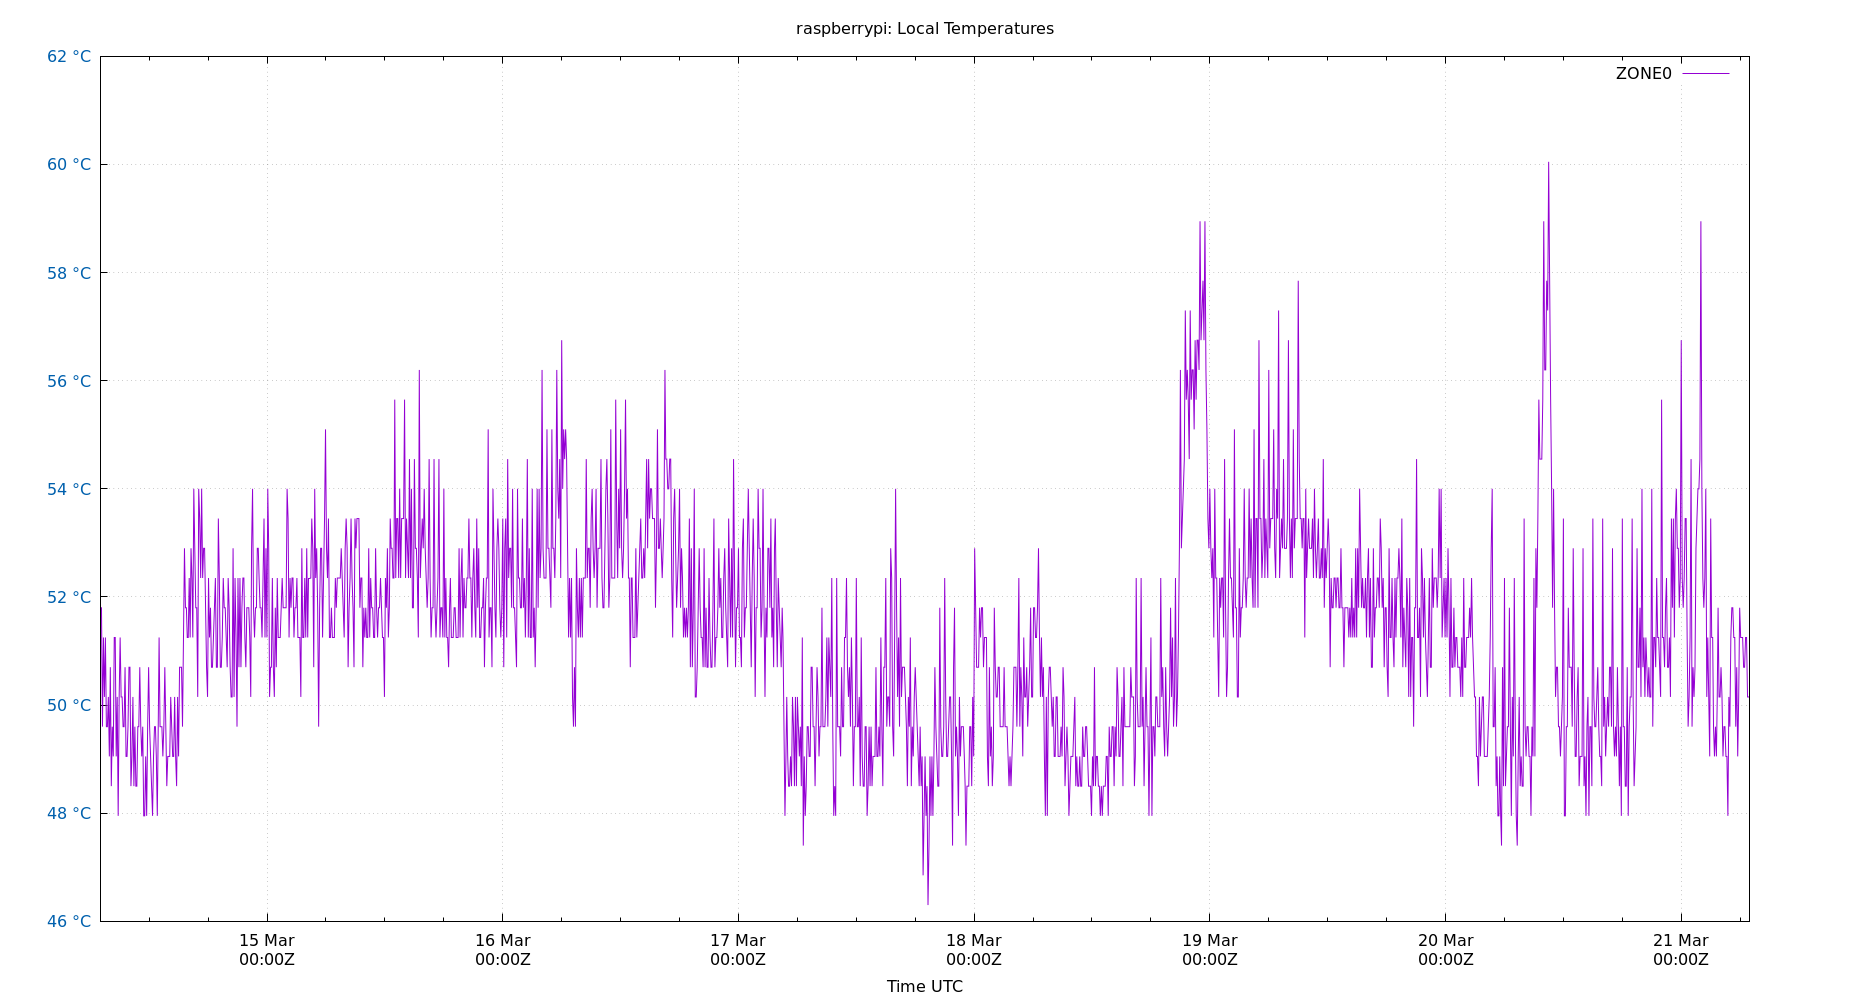 raspberrypi: Local Temperatures
62 °C
ZONE0
60 °C
58 °C
56 °C
54 °C
52 °C
50 °C
48 °C
46 °C
15 Mar 16 Mar 17 Mar 18 Mar 19 Mar 20 Mar 21 Mar
00:00Z 00:00Z 00:00Z 00:00Z 00:00Z 00:00Z 00:00Z
Time UTC